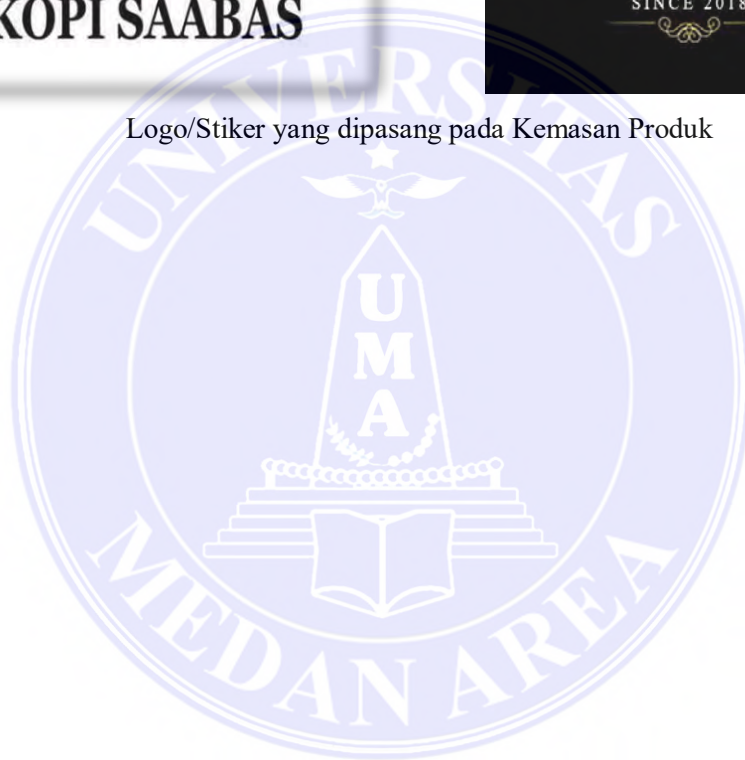 KOPI SAABAS
SINCE 2018
Logo/Stiker yang dipasang pada Kemasan Produk
UNIVERSITAS
U
M
A
MEDAN AREA